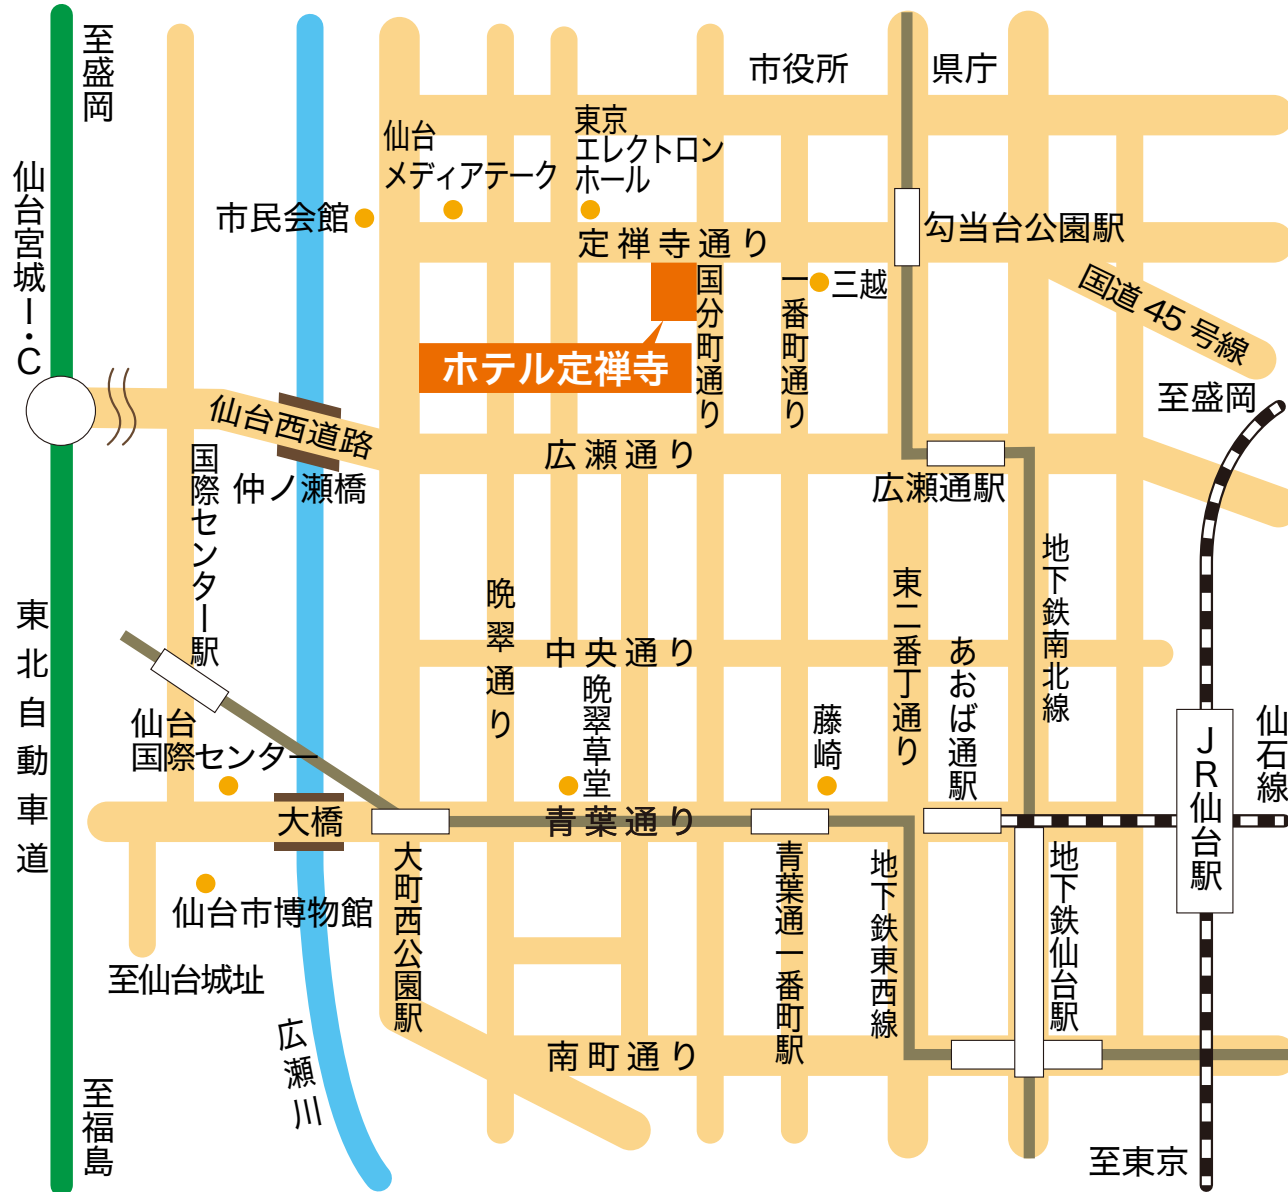 至盛岡
市役所
県庁
仙台
メディアテーク
東京
エレクトロン
ホール
仙台宮城I・C
市民会館
定禅寺通り
勾当台公園駅
国分町通り
一番町通り
三越
国道45号線
ホテル定禅寺
至盛岡
仙台西道路
広瀬通り
国際センター駅
仲ノ瀬橋
広瀬通駅
地下鉄南北線
東二番丁通り
晩翠通り
東北自動車道
中央通り
あおば通駅
晩翠草堂
藤崎
仙台
国際センター
JR仙台駅
仙石線
大橋
青葉通り
大町西公園駅
青葉通一番町駅
地下鉄東西線
地下鉄仙台駅
仙台市博物館
至仙台城址
広瀬川
南町通り
至福島
至東京